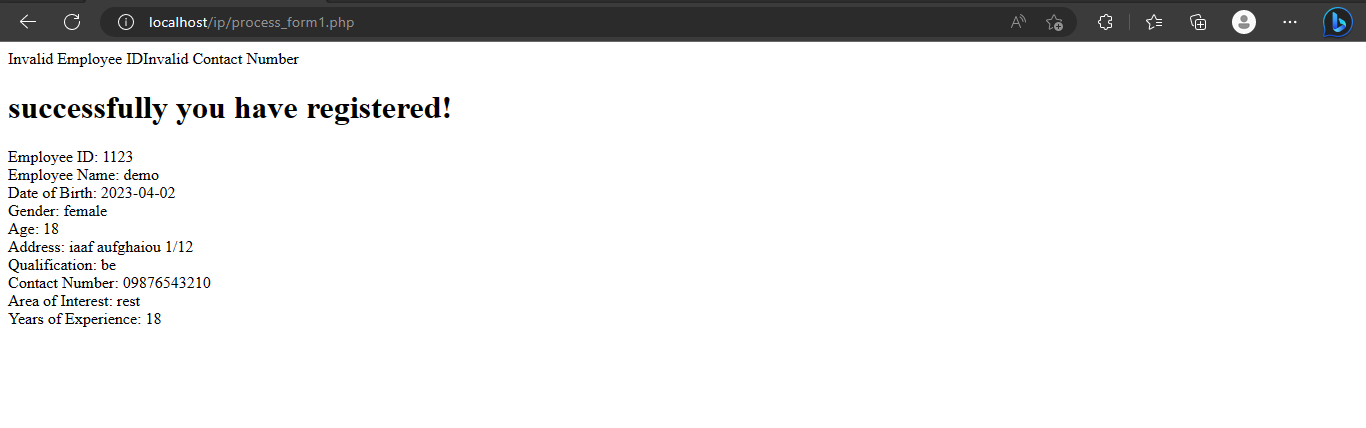 localhost/ip/process_form1.php
Invalid Employee IDInvalid Contact Number
successfully you have registered!
Employee ID: 1123
Employee Name: demo
Date of Birth: 2023-04-02
Gender: female
Age: 18
Address: iaaf aufghaiou 1/12
Qualification: be
Contact Number: 09876543210
Area of Interest: rest
Years of Experience: 18